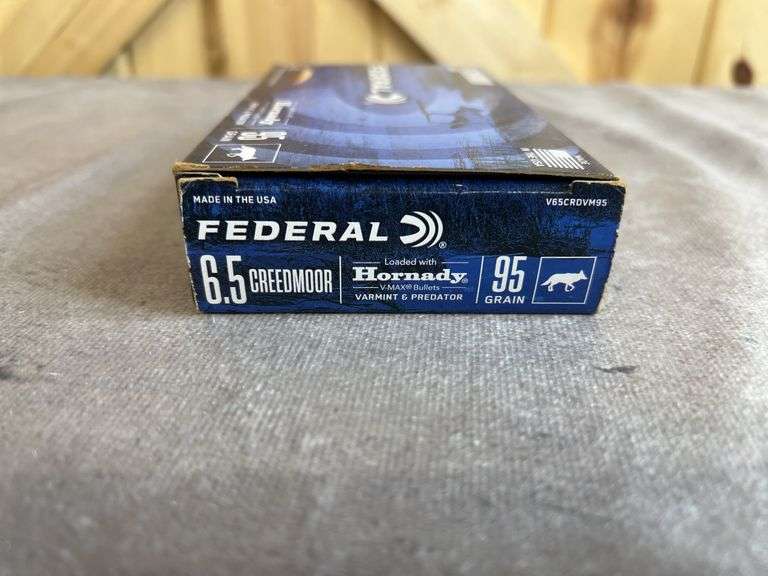 MADE IN THE USA
V65CRDVM95
FEDERAL®
6.5 CREEDMOOR
Loaded with
Hornady®
V-MAX® Bullets
VARMINT & PREDATOR
95
GRAIN